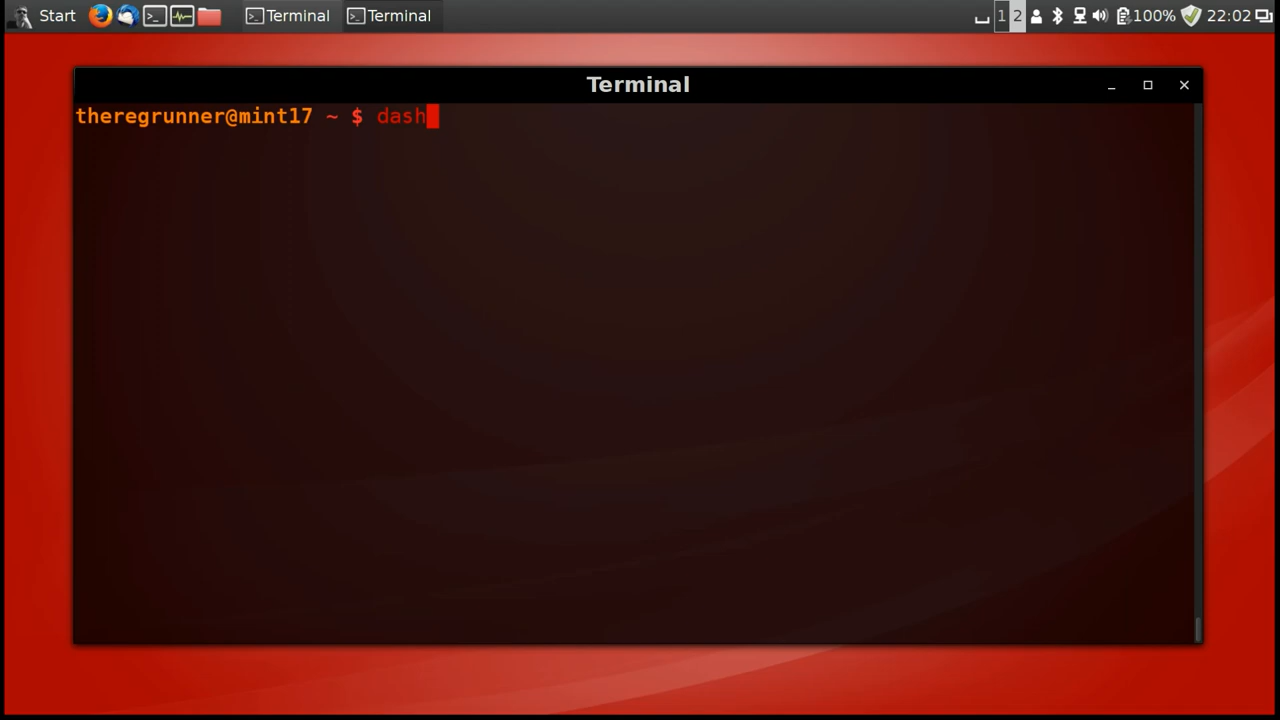 Start Terminal Terminal 1 2 100% 22:02
Terminal
theregrunner@mint17 ~ $ dash